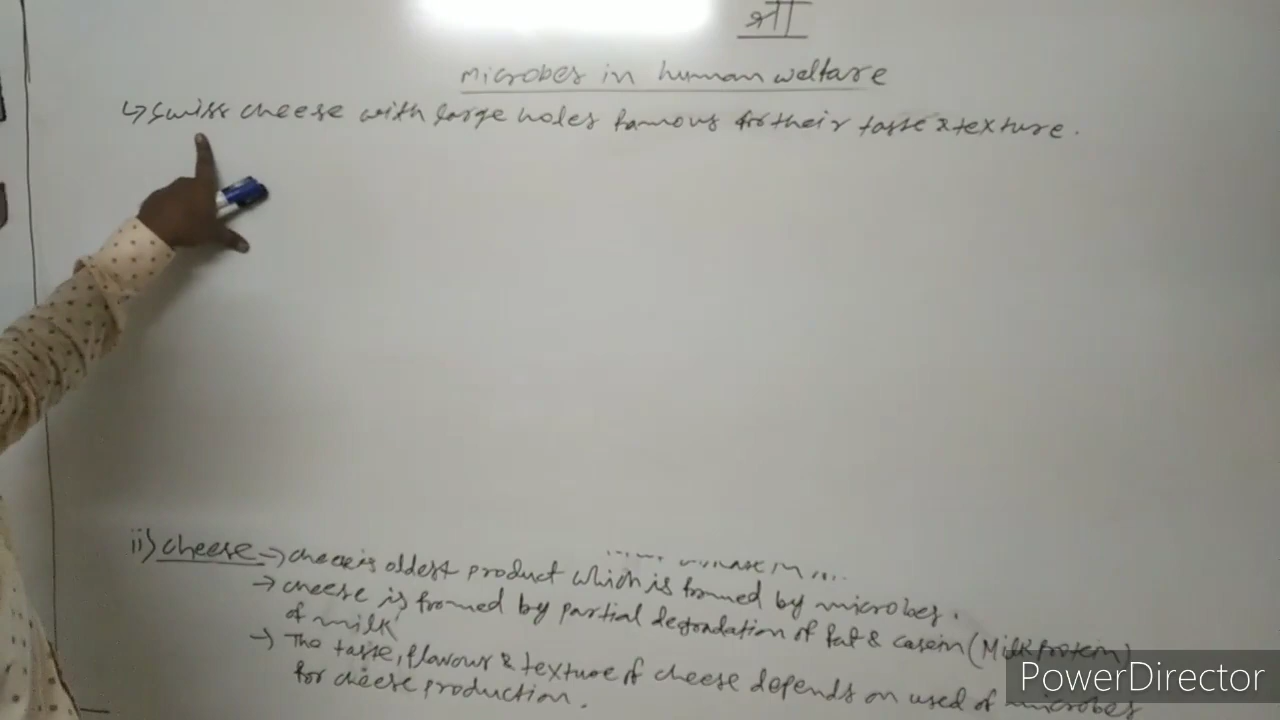 श्री
Microbes in human welfare
↳ Swiss cheese with large holes famous for their taste & texture.
ii) cheese → cheese is oldest product which is formed by microbes.
→ cheese is fromed by partial degradation of fat & casein (Milk protein)
of milk
→ The taste, flavour & texture of cheese depends on used of microbes
for cheese production.
PowerDirector